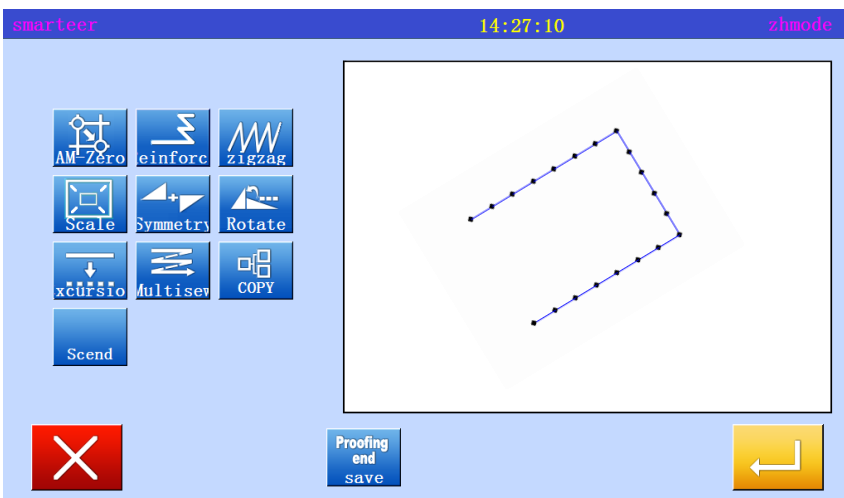 smarteer 14:27:10 zhmode
AM-Zero einforc zigzag
Scale Symmetry Rotate
xcursio Multisew COPY
Scend
Proofing
end
save